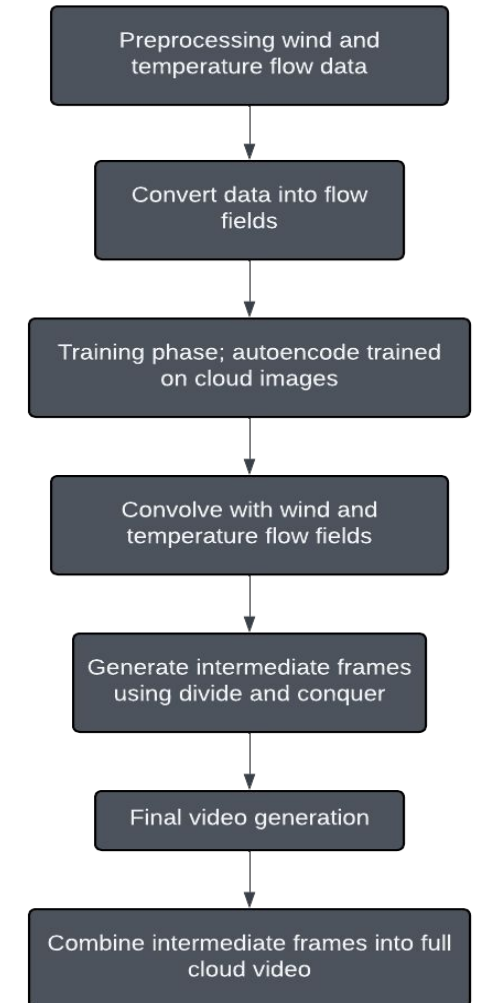 Preprocessing wind and
temperature flow data
Convert data into flow
fields
Training phase; autoencode trained
on cloud images
Convolve with wind and
temperature flow fields
Generate intermediate frames
using divide and conquer
Final video generation
Combine intermediate frames into full
cloud video